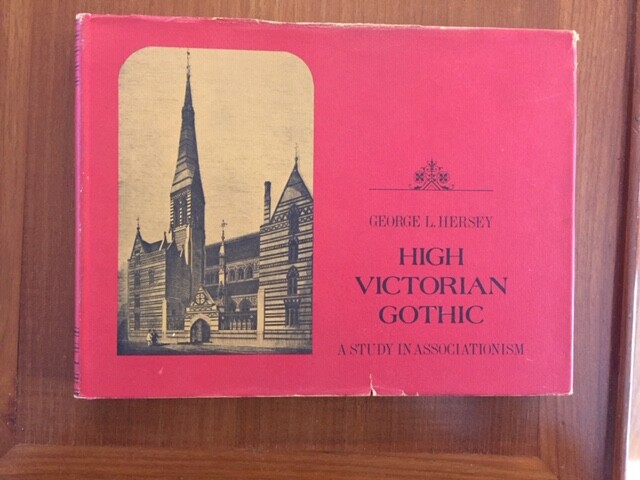 GEORGE L. HERSEY
HIGH
VICTORIAN
GOTHIC
A STUDY IN ASSOCIATIONISM